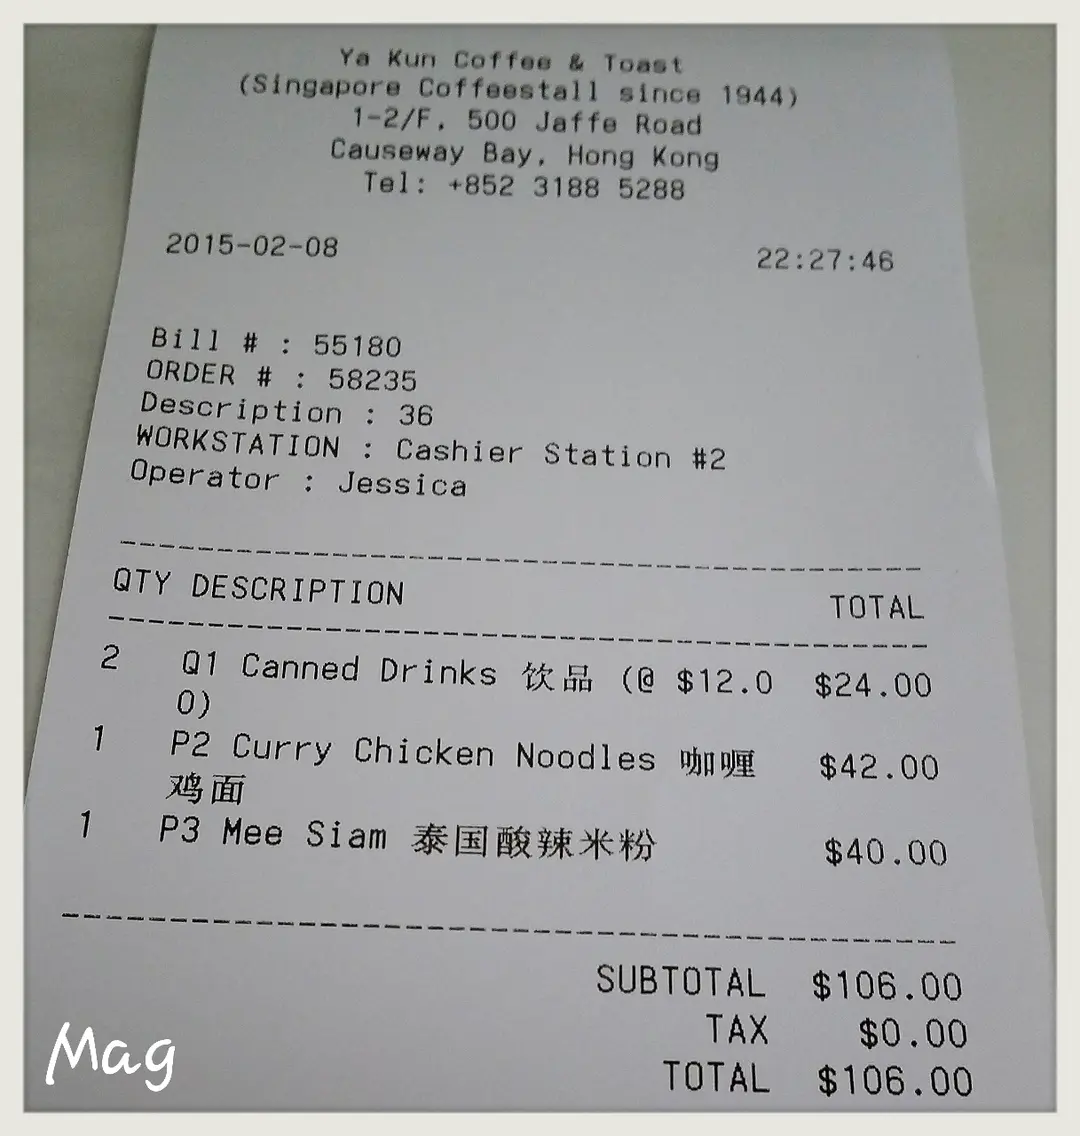 Ya Kun Coffee & Toast
(Singapore Coffeestall since 1944)
1-2/F, 500 Jaffe Road
Causeway Bay, Hong Kong
Tel: +852 3188 5288
2015-02-08 22:27:46
Bill # : 55180
ORDER # : 58235
Description : 36
WORKSTATION : Cashier Station #2
Operator : Jessica
QTY DESCRIPTION TOTAL
2 Q1 Canned Drinks 饮品 (@ $12.0 $24.00
0)
1 P2 Curry Chicken Noodles 咖喱 $42.00
鸡面
1 P3 Mee Siam 泰国酸辣米粉 $40.00
SUBTOTAL $106.00
TAX $0.00
TOTAL $106.00
Mag